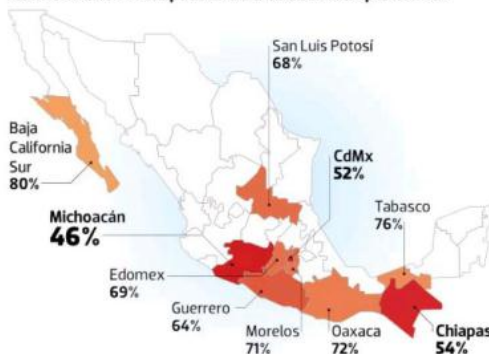 San Luis Potosí
68%
Baja
California
Sur
80%
CdMx
52%
Michoacán
46%
Tabasco
76%
Edomex
69%
Guerrero
64%
Morelos
71%
Oaxaca
72%
Chiapas
54%